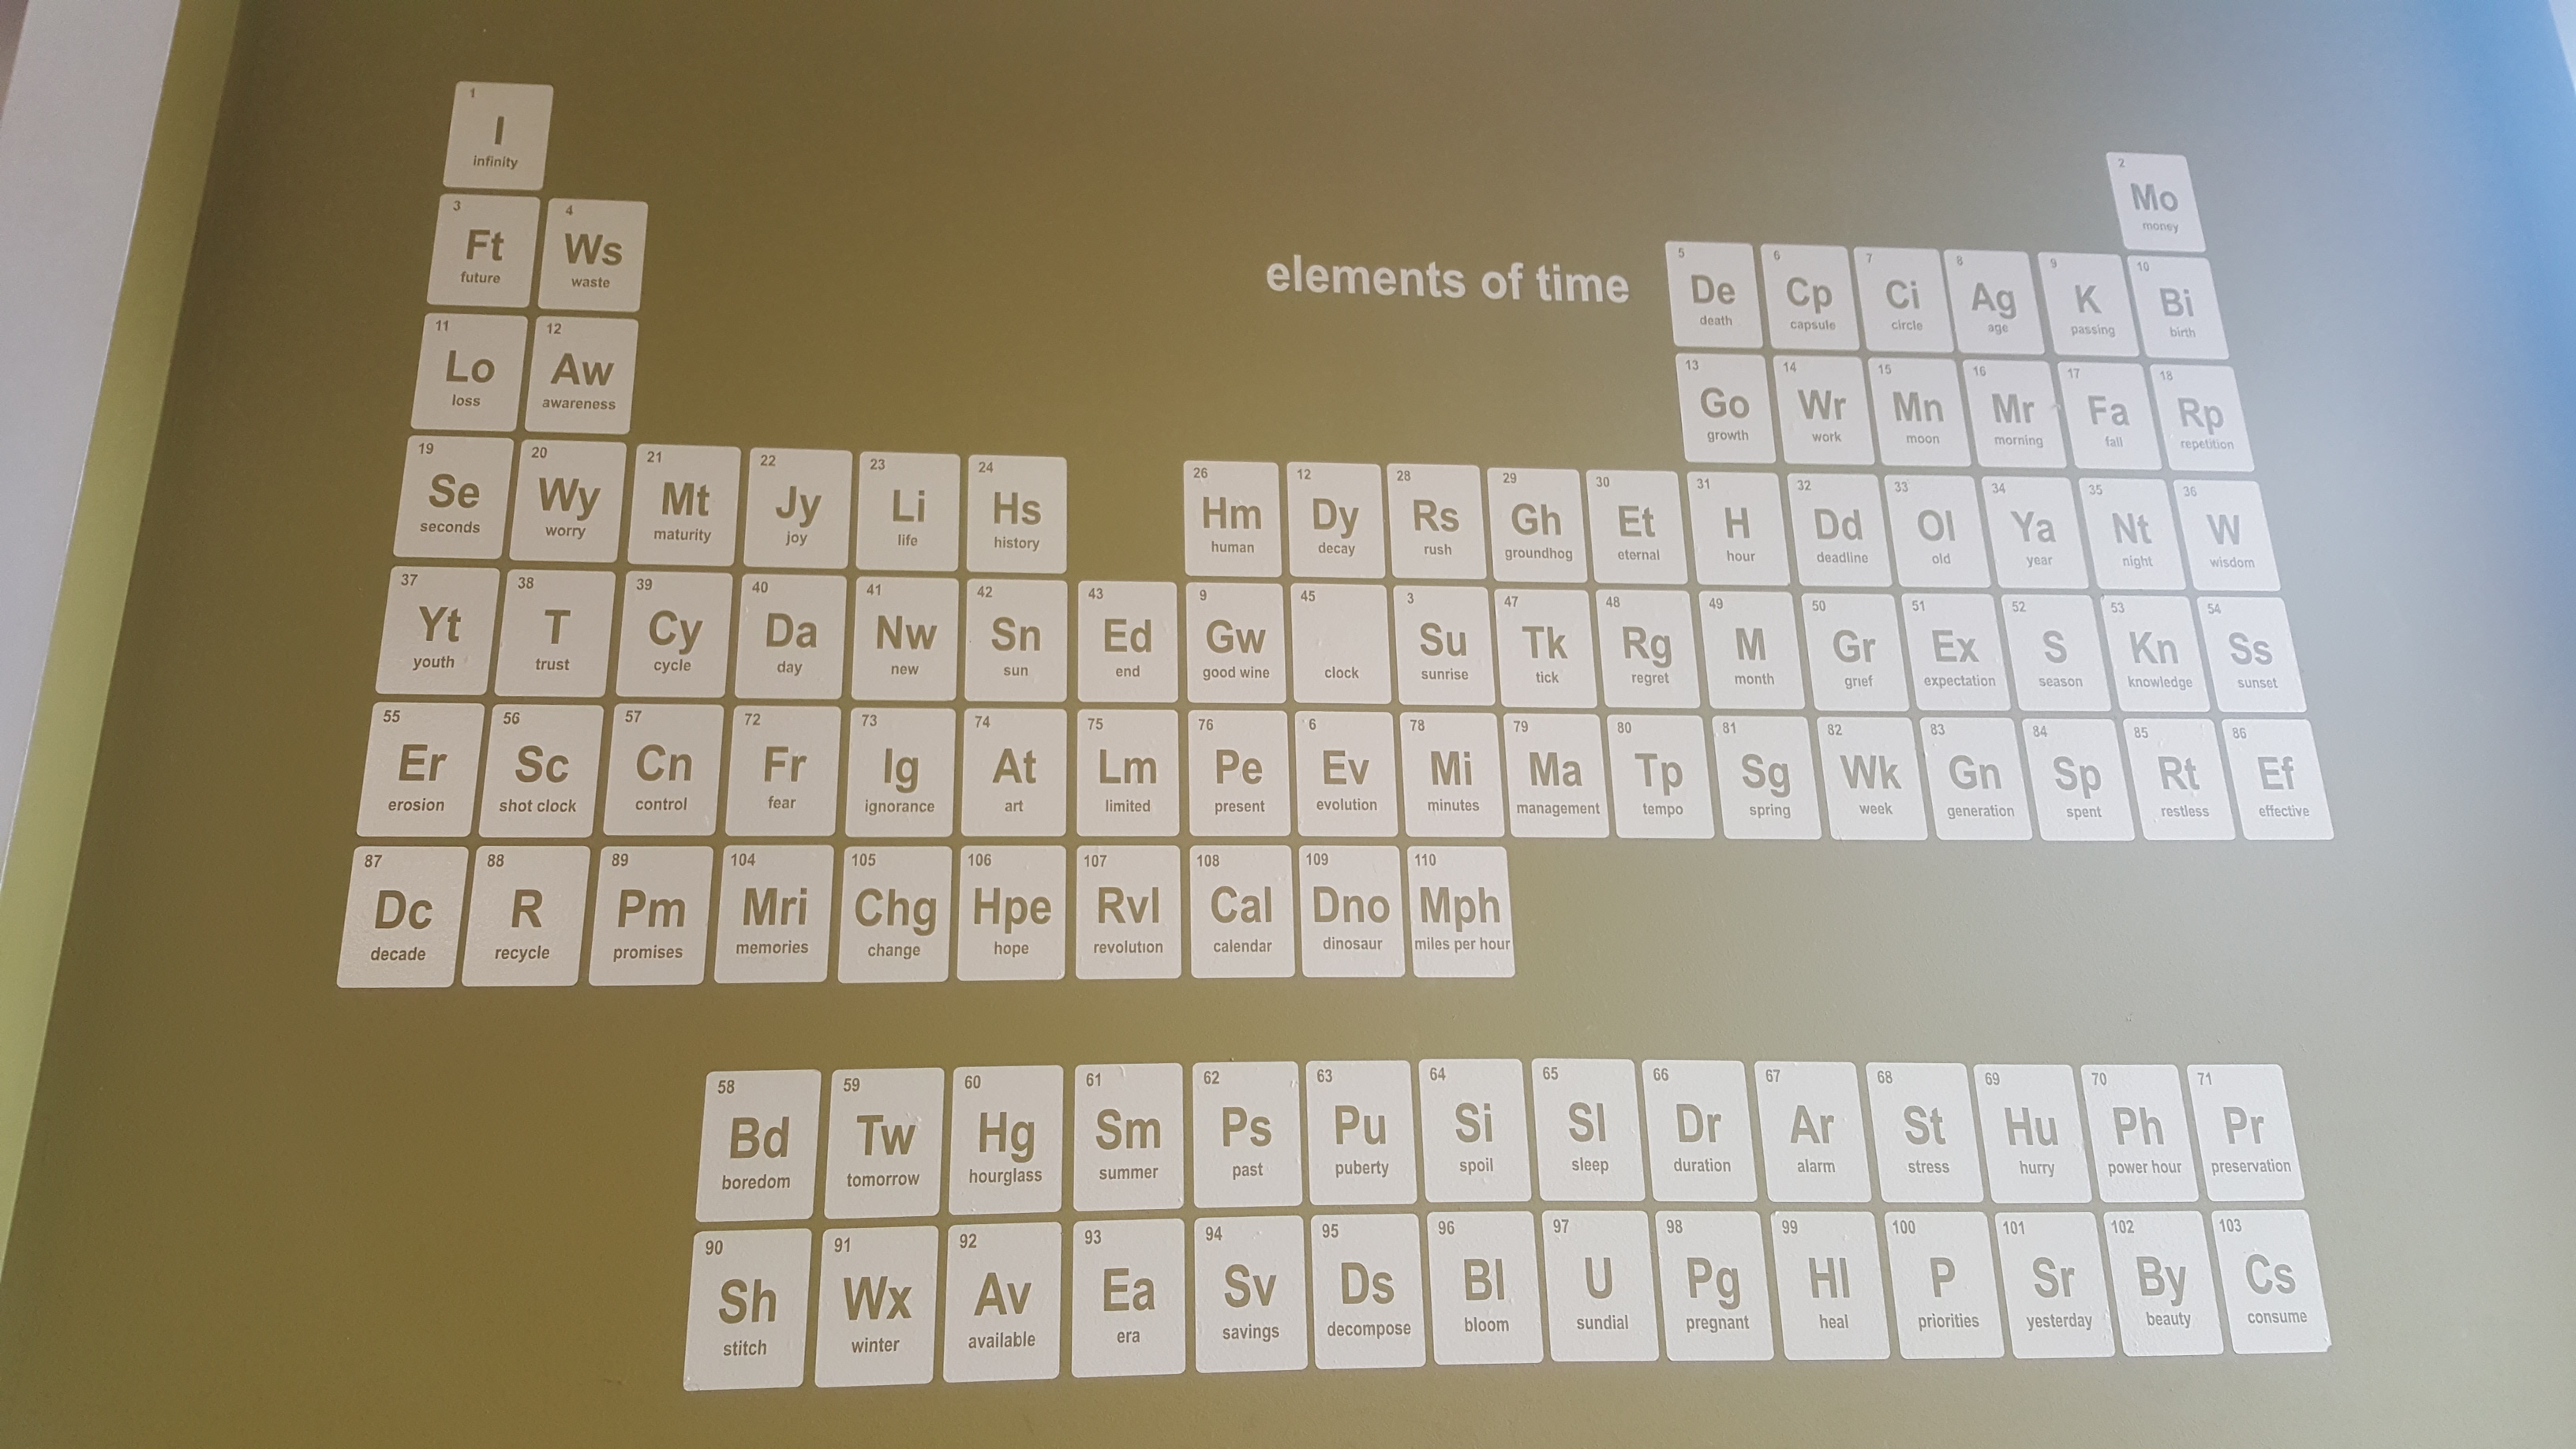 1
I
infinity
2
Mo
money
3
Ft
future
4
Ws
waste
elements of time
5
De
death
6
Cp
capsule
7
Ci
circle
8
Ag
age
9
K
passing
10
Bi
birth
11
Lo
loss
12
Aw
awareness
13
Go
growth
14
Wr
work
15
Mn
moon
16
Mr
morning
17
Fa
fall
18
Rp
repetition
19
Se
seconds
20
Wy
worry
21
Mt
maturity
22
Jy
joy
23
Li
life
24
Hs
history
26
Hm
human
12
Dy
decay
28
Rs
rush
29
Gh
groundhog
30
Et
eternal
31
H
hour
32
Dd
deadline
33
Ol
old
34
Ya
year
35
Nt
night
36
W
wisdom
37
Yt
youth
38
T
trust
39
Cy
cycle
40
Da
day
41
Nw
new
42
Sn
sun
43
Ed
end
9
Gw
good wine
45
clock
3
Su
sunrise
47
Tk
tick
48
Rg
regret
49
M
month
50
Gr
grief
51
Ex
expectation
52
S
season
53
Kn
knowledge
54
Ss
sunset
55
Er
erosion
56
Sc
shot clock
57
Cn
control
72
Fr
fear
73
Ig
ignorance
74
At
art
75
Lm
limited
76
Pe
present
6
Ev
evolution
78
Mi
minutes
79
Ma
management
80
Tp
tempo
81
Sg
spring
82
Wk
week
83
Gn
generation
84
Sp
spent
85
Rt
restless
86
Ef
effective
87
Dc
decade
88
R
recycle
89
Pm
promises
104
Mri
memories
105
Chg
change
106
Hpe
hope
107
Rvl
revolution
108
Cal
calendar
109
Dno
dinosaur
110
Mph
miles per hour
58
Bd
boredom
59
Tw
tomorrow
60
Hg
hourglass
61
Sm
summer
62
Ps
past
63
Pu
puberty
64
Si
spoil
65
Sl
sleep
66
Dr
duration
67
Ar
alarm
68
St
stress
69
Hu
hurry
70
Ph
power hour
71
Pr
preservation
90
Sh
stitch
91
Wx
winter
92
Av
available
93
Ea
era
94
Sv
savings
95
Ds
decompose
96
Bl
bloom
97
U
sundial
98
Pg
pregnant
99
Hl
heal
100
P
priorities
101
Sr
yesterday
102
By
beauty
103
Cs
consume